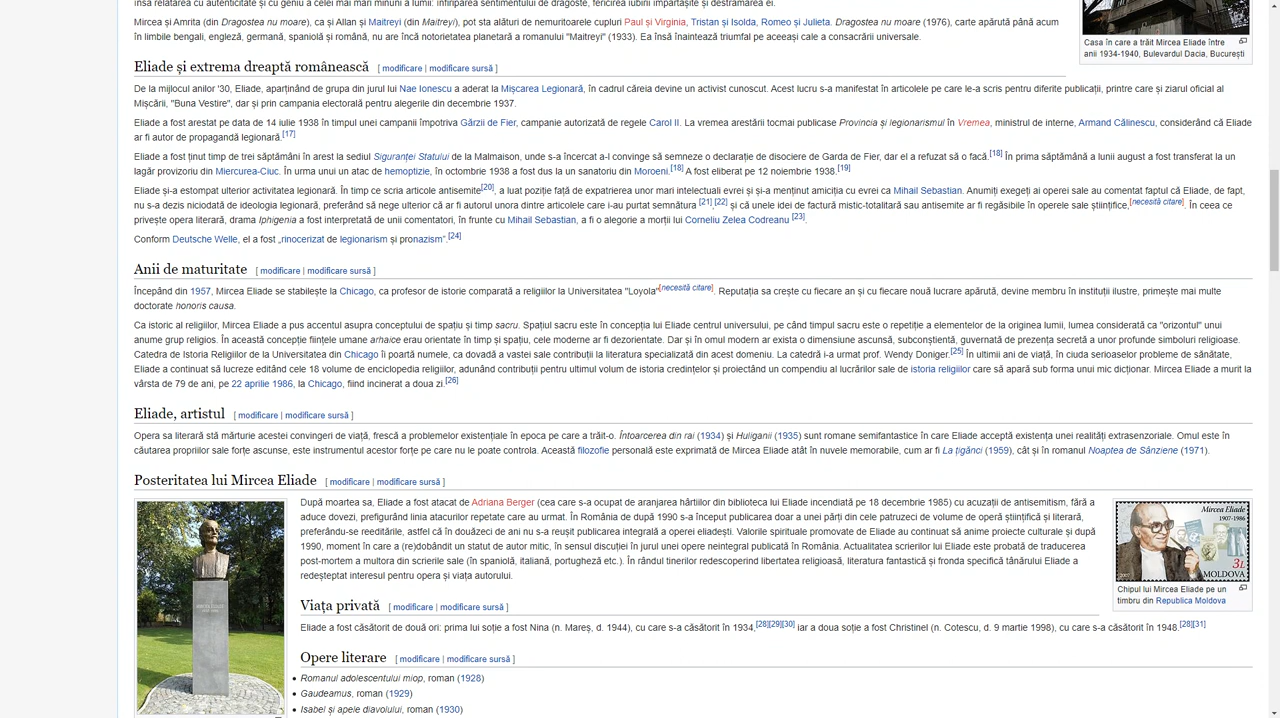 însă relatarea cu autenticitate și cu geniu a celei mai mari minuni a lumii: înfiriparea sentimentului de dragoste, fericirea iubirii împărtășite și destrămarea ei.
Mircea și Amrita (din Dragostea nu moare), ca și Allan și Maitreyi (din Maitreyi), pot sta alături de nemuritoarele cupluri Paul și Virginia, Tristan și Isolda, Romeo și Julieta. Dragostea nu moare (1976), carte apărută până acum
în limbile bengali, engleză, germană, spaniolă și română, nu are încă notorietatea planetară a romanului "Maitreyi" (1933). Ea însă înaintează triumfal pe aceeași cale a consacrării universale.
Casa în care a trăit Mircea Eliade între
anii 1934-1940, Bulevardul Dacia, București
Eliade și extrema dreaptă românească [ modificare | modificare sursă ]
De la mijlocul anilor '30, Eliade, aparținând de grupa din jurul lui Nae Ionescu a aderat la Mișcarea Legionară, în cadrul căreia devine un activist cunoscut. Acest lucru s-a manifestat în articolele pe care le-a scris pentru diferite publicații, printre care și ziarul oficial al
Mișcării, "Buna Vestire", dar și prin campania electorală pentru alegerile din decembrie 1937.
Eliade a fost arestat pe data de 14 iulie 1938 în timpul unei campanii împotriva Gărzii de Fier, campanie autorizată de regele Carol II. La vremea arestării tocmai publicase Provincia și legionarismul în Vremea, ministrul de interne, Armand Călinescu, considerând că Eliade
ar fi autor de propagandă legionară.[17]
Eliade a fost ținut timp de trei săptămâni în arest la sediul Siguranței Statului de la Malmaison, unde s-a încercat a-l convinge să semneze o declarație de disociere de Garda de Fier, dar el a refuzat să o facă.[18] În prima săptămână a lunii august a fost transferat la un
lagăr provizoriu din Miercurea-Ciuc. În urma unui un atac de hemoptizie, în octombrie 1938 a fost dus la un sanatoriu din Moroeni.[18] A fost eliberat pe 12 noiembrie 1938.[19]
Eliade și-a estompat ulterior activitatea legionară. În timp ce scria articole antisemite[20], a luat poziție față de expatrierea unor mari intelectuali evrei și și-a menținut amiciția cu evrei ca Mihail Sebastian. Anumiți exegeți ai operei sale au comentat faptul că Eliade, de fapt,
nu s-a dezis niciodată de ideologia legionară, preferând să nege ulterior că ar fi autorul unora dintre articolele care i-au purtat semnătura [21],[22] și că unele idei de factură mistic-totalitară sau antisemite ar fi regăsibile în operele sale științifice,[necesită citare]. În ceea ce
privește opera literară, drama Iphigenia a fost interpretată de unii comentatori, în frunte cu Mihail Sebastian, a fi o alegorie a morții lui Corneliu Zelea Codreanu [23].
Conform Deutsche Welle, el a fost „rinocerizat de legionarism și pronazism”.[24]
Anii de maturitate [ modificare | modificare sursă ]
Începând din 1957, Mircea Eliade se stabilește la Chicago, ca profesor de istorie comparată a religiilor la Universitatea "Loyola"[necesită citare]. Reputația sa crește cu fiecare an și cu fiecare nouă lucrare apărută, devine membru în instituții ilustre, primește mai multe
doctorate honoris causa.
Ca istoric al religiilor, Mircea Eliade a pus accentul asupra conceptului de spațiu și timp sacru. Spațiul sacru este în concepția lui Eliade centrul universului, pe când timpul sacru este o repetiție a elementelor de la originea lumii, lumea considerată ca "orizontul" unui
anume grup religios. În această concepție ființele umane arhaice erau orientate în timp și spațiu, cele moderne ar fi dezorientate. Dar și în omul modern ar exista o dimensiune ascunsă, subconștientă, guvernată de prezența secretă a unor profunde simboluri religioase.
Catedra de Istoria Religiilor de la Universitatea din Chicago îi poartă numele, ca dovadă a vastei sale contribuții la literatura specializată din acest domeniu. La catedră i-a urmat prof. Wendy Doniger.[25] În ultimii ani de viață, în ciuda serioaselor probleme de sănătate,
Eliade a continuat să lucreze editând cele 18 volume de enciclopedia religiilor, adunând contribuții pentru ultimul volum de istoria credințelor și proiectând un compendiu al lucrărilor sale de istoria religiilor care să apară sub forma unui mic dicționar. Mircea Eliade a murit la
vârsta de 79 de ani, pe 22 aprilie 1986, la Chicago, fiind incinerat a doua zi.[26]
Eliade, artistul [ modificare | modificare sursă ]
Opera sa literară stă mărturie acestei convingeri de viață, frescă a problemelor existențiale în epoca pe care a trăit-o. Întoarcerea din rai (1934) și Huliganii (1935) sunt romane semifantastice în care Eliade acceptă existența unei realități extrasenzoriale. Omul este în
căutarea propriilor sale forțe ascunse, este instrumentul acestor forțe pe care nu le poate controla. Această filozofie personală este exprimată de Mircea Eliade atât în nuvele memorabile, cum ar fi La țigănci (1959), cât și în romanul Noaptea de Sânziene (1971).
Posteritatea lui Mircea Eliade [ modificare | modificare sursă ]
După moartea sa, Eliade a fost atacat de Adriana Berger (cea care s-a ocupat de aranjarea hârtiilor din biblioteca lui Eliade incendiată pe 18 decembrie 1985) cu acuzații de antisemitism, fără a
aduce dovezi, prefigurând linia atacurilor repetate care au urmat. În România de după 1990 s-a început publicarea doar a unei părți din cele patruzeci de volume de operă științifică și literară,
preferându-se reeditările, astfel că în douăzeci de ani nu s-a reușit publicarea integrală a operei eliadești. Valorile spirituale promovate de Eliade au continuat să anime proiecte culturale și după
1990, moment în care a (re)dobândit un statut de autor mitic, în sensul discuției în jurul unei opere neintegral publicată în România. Actualitatea scrierilor lui Eliade este probată de traducerea
post-mortem a multora din scrierile sale (în spaniolă, italiană, portugheză etc.). În rândul tinerilor redescoperind libertatea religioasă, literatura fantastică și fronda specifică tânărului Eliade a
redeșteptat interesul pentru opera și viața autorului.
Mircea Eliade
1907-1986
3L
MOLDOVA
Chipul lui Mircea Eliade pe un
timbru din Republica Moldova
Viața privată [ modificare | modificare sursă ]
Eliade a fost căsătorit de două ori: prima lui soție a fost Nina (n. Mareș, d. 1944), cu care s-a căsătorit în 1934,[28][29][30] iar a doua soție a fost Christinel (n. Cotescu, d. 9 martie 1998), cu care s-a căsătorit în 1948.[28][31]
Opere literare [ modificare | modificare sursă ]
• Romanul adolescentului miop, roman (1928)
• Gaudeamus, roman (1929)
• Isabel și apele diavolului, roman (1930)